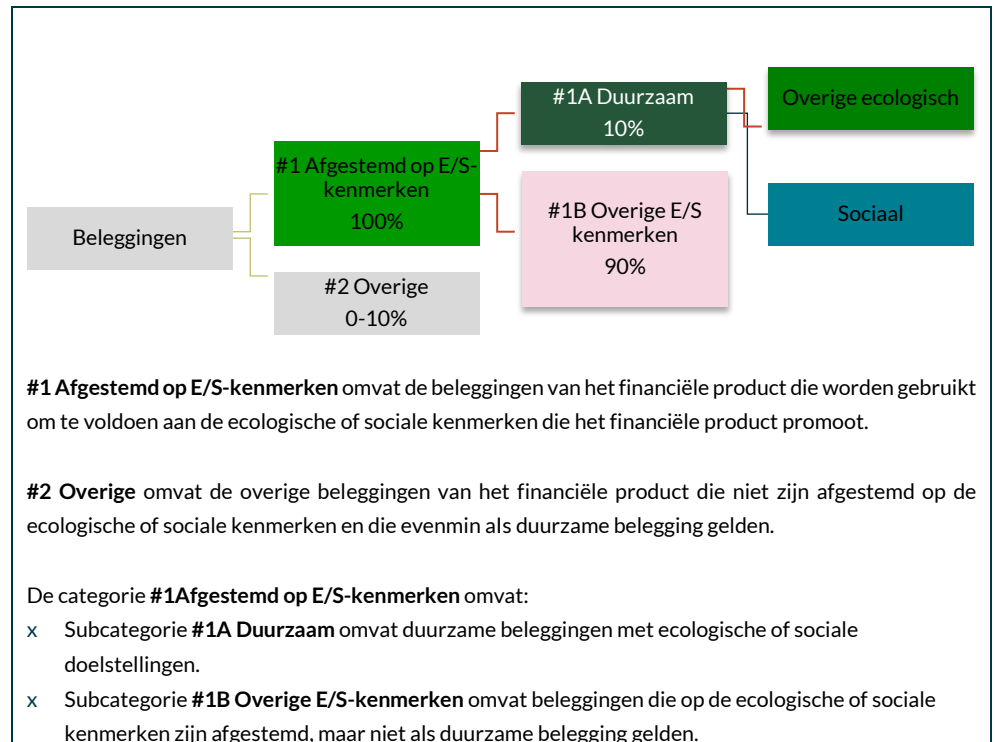 Beleggingen
#1 Afgestemd op E/S-
kenmerken
100%
#2 Overige
0-10%
#1A Duurzaam
10%
#1B Overige E/S
kenmerken
90%
Overige ecologisch
Sociaal
#1 Afgestemd op E/S-kenmerken omvat de beleggingen van het financiële product die worden gebruikt
om te voldoen aan de ecologische of sociale kenmerken die het financiële product promoot.
#2 Overige omvat de overige beleggingen van het financiële product die niet zijn afgestemd op de
ecologische of sociale kenmerken en die evenmin als duurzame belegging gelden.
De categorie #1Afgestemd op E/S-kenmerken omvat:
x Subcategorie #1A Duurzaam omvat duurzame beleggingen met ecologische of sociale
doelstellingen.
x Subcategorie #1B Overige E/S-kenmerken omvat beleggingen die op de ecologische of sociale
kenmerken zijn afgestemd, maar niet als duurzame belegging gelden.